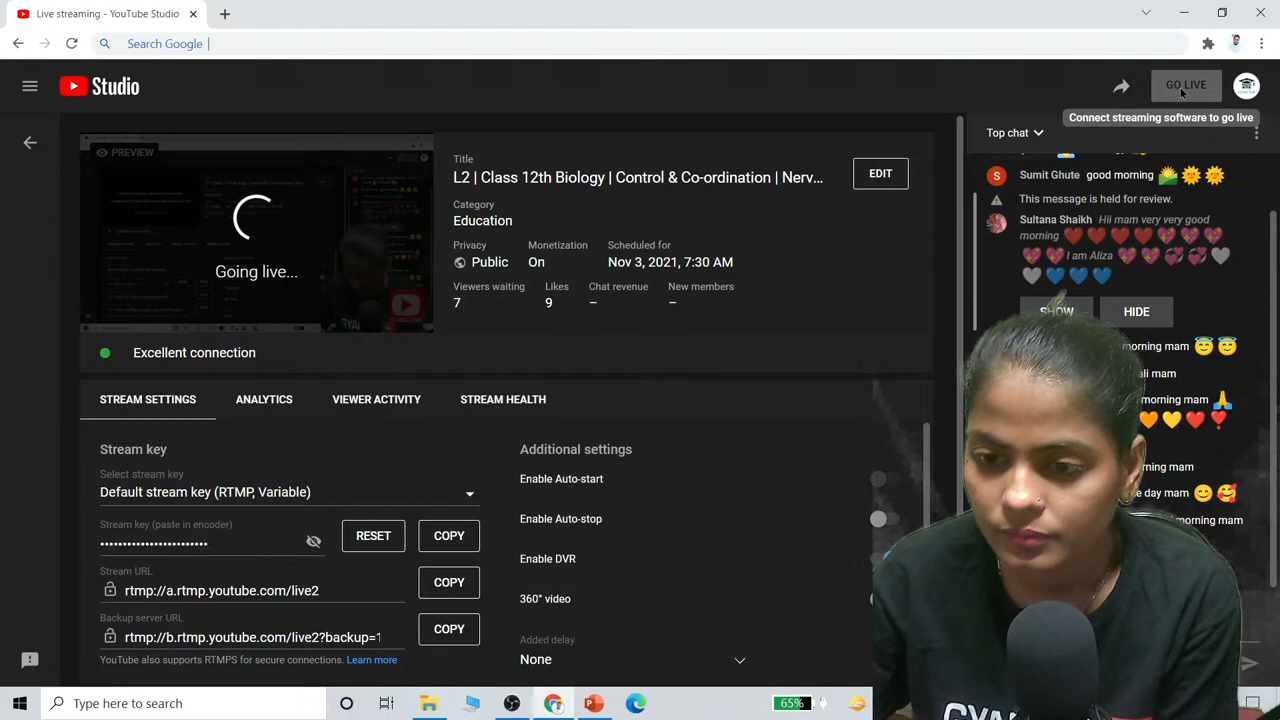 Live streaming - YouTube Studio
Search Google
Studio
GO LIVE
Connect streaming software to go live
PREVIEW
Going live...
Title
L2 | Class 12th Biology | Control & Co-ordination | Nerv...
EDIT
Category
Education
Privacy
Public
Monetization
On
Scheduled for
Nov 3, 2021, 7:30 AM
Viewers waiting
7
Likes
9
Chat revenue
–
New members
–
Excellent connection
STREAM SETTINGS
ANALYTICS
VIEWER ACTIVITY
STREAM HEALTH
Stream key
Select stream key
Default stream key (RTMP, Variable)
Stream key (paste in encoder)
••••••••••••••••••••••••
RESET
COPY
Stream URL
rtmp://a.rtmp.youtube.com/live2
COPY
Backup server URL
rtmp://b.rtmp.youtube.com/live2?backup=1
COPY
YouTube also supports RTMPS for secure connections. Learn more
Additional settings
Enable Auto-start
Enable Auto-stop
Enable DVR
360° video
Added delay
None
Top chat
Sumit Ghute good morning 🌄🌞🌞
This message is held for review.
Sultana Shaikh Hii mam very very good
morning ❤️❤️❤️❤️💖💖💖
💖💖 I am Aliza 💖💖💞💞🤍
🤍💙💙💙
SHOW
HIDE
morning mam 😇😇
ali mam
morning mam 🙏
🧡💛❤️❣️
rning mam
e day mam 😊🥰
morning mam
Type here to search
65%
GYAN